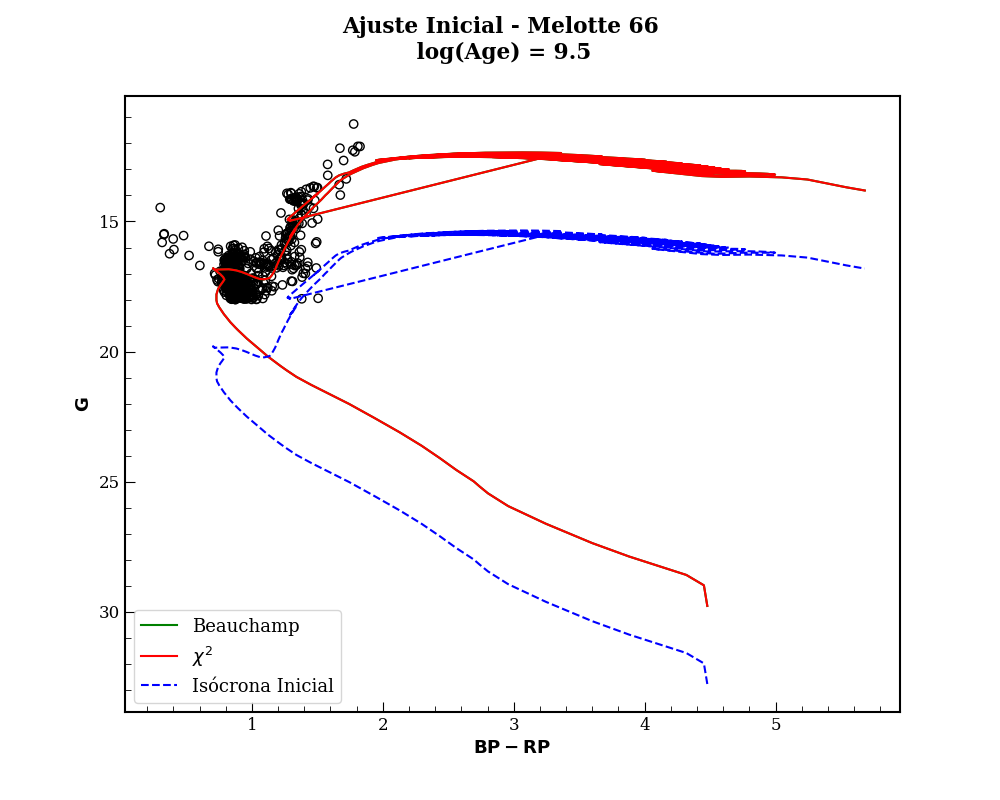 Ajuste Inicial - Melotte 66
log(Age) = 9.5
G
15
20
25
30
Beauchamp
χ²
Isócrona Inicial
1 2 3 4 5
BP − RP